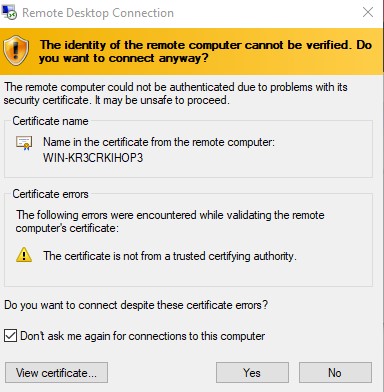 Remote Desktop Connection
The identity of the remote computer cannot be verified. Do
you want to connect anyway?
The remote computer could not be authenticated due to problems with its
security certificate. It may be unsafe to proceed.
Certificate name
Name in the certificate from the remote computer:
WIN-KR3CRKIHOP3
Certificate errors
The following errors were encountered while validating the remote
computer's certificate:
The certificate is not from a trusted certifying authority.
Do you want to connect despite these certificate errors?
Don't ask me again for connections to this computer
View certificate... Yes No